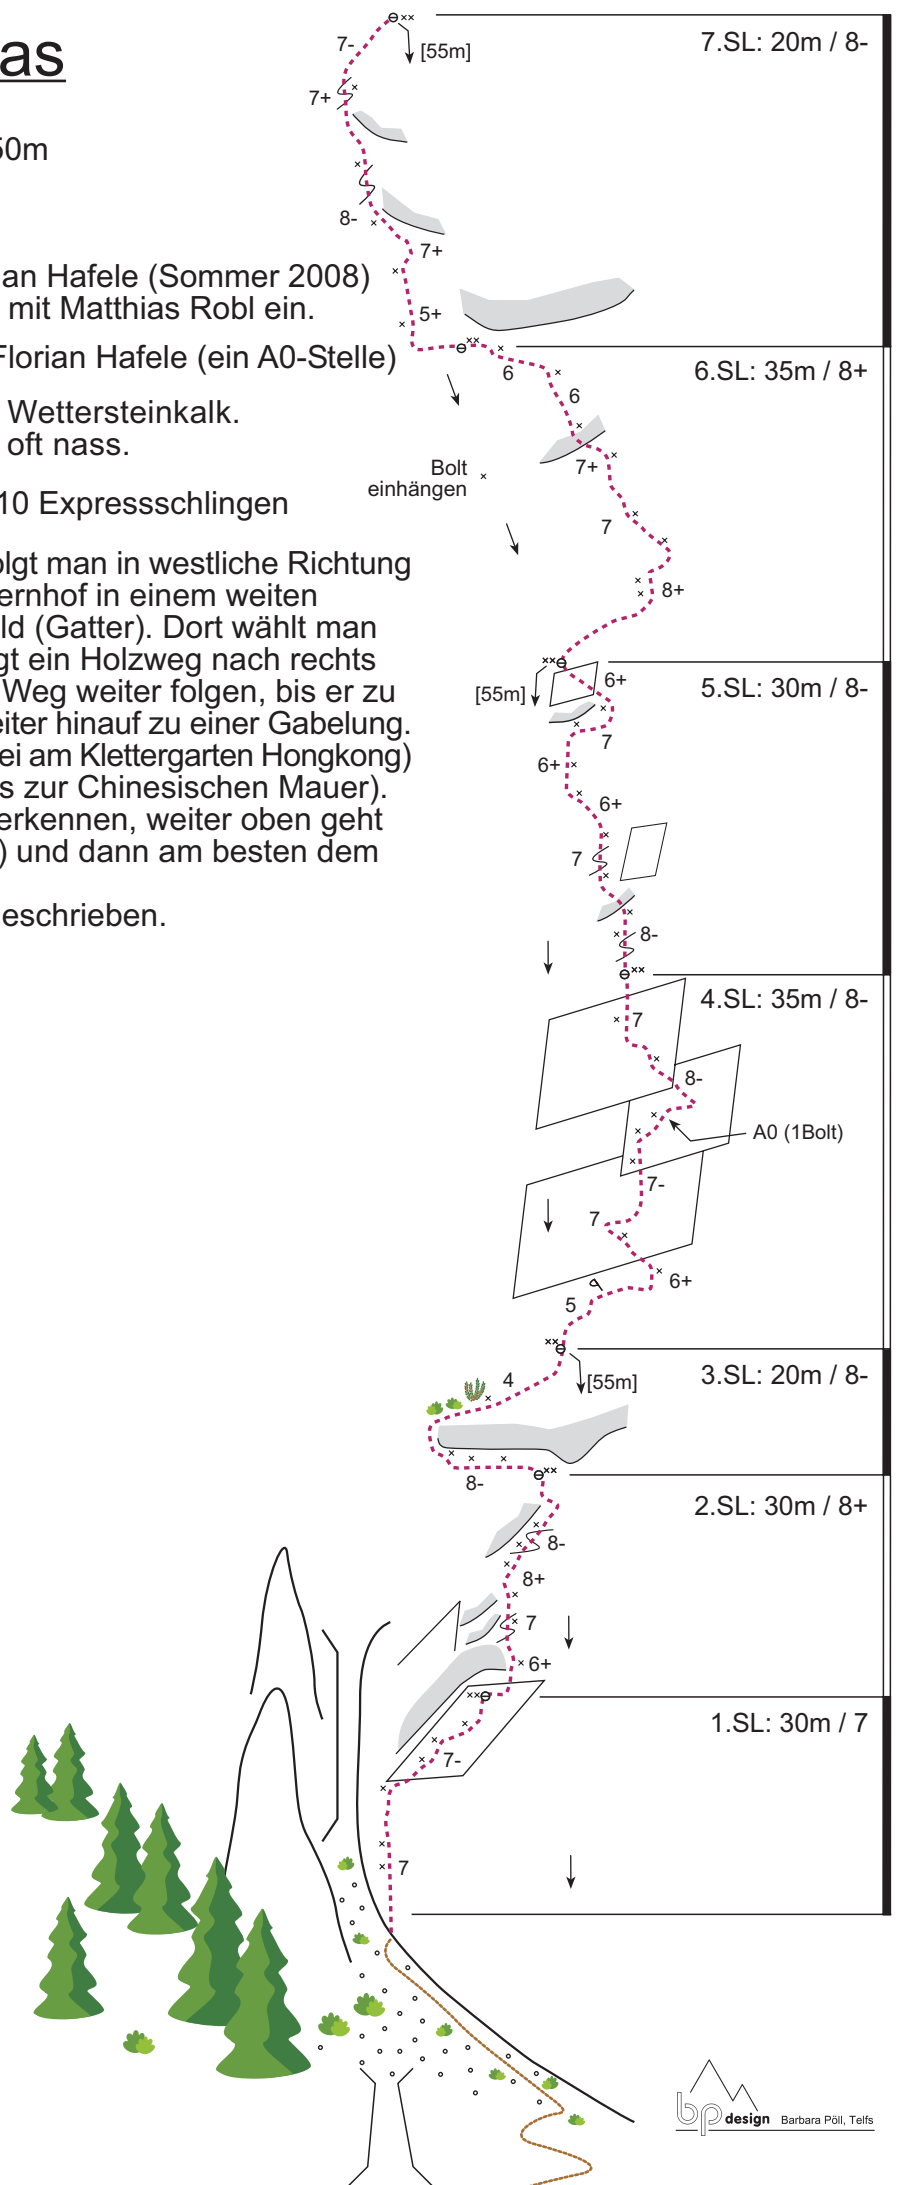 as
50m
an Hafele (Sommer 2008)
mit Matthias Robl ein.
Florian Hafele (ein A0-Stelle)
Wettersteinkalk.
oft nass.
10 Expressschlingen
olgt man in westliche Richtung
ernhof in einem weiten
ld (Gatter). Dort wählt man
gt ein Holzweg nach rechts
Weg weiter folgen, bis er zu
eiter hinauf zu einer Gabelung.
ei am Klettergarten Hongkong)
s zur Chinesischen Mauer).
erkennen, weiter oben geht
) und dann am besten dem
eschrieben.
7.SL: 20m / 8-
7-
[55m]
7+
8-
7+
5+
6.SL: 35m / 8+
6
6
7+
Bolt
einhängen
7
8+
5.SL: 30m / 8-
6+
[55m]
7
6+
6+
7
8-
4.SL: 35m / 8-
7
8-
A0 (1Bolt)
7-
7
6+
5
3.SL: 20m / 8-
4
[55m]
8-
2.SL: 30m / 8+
8-
8+
7
6+
1.SL: 30m / 7
7-
7
bp design Barbara Pöll, Telfs